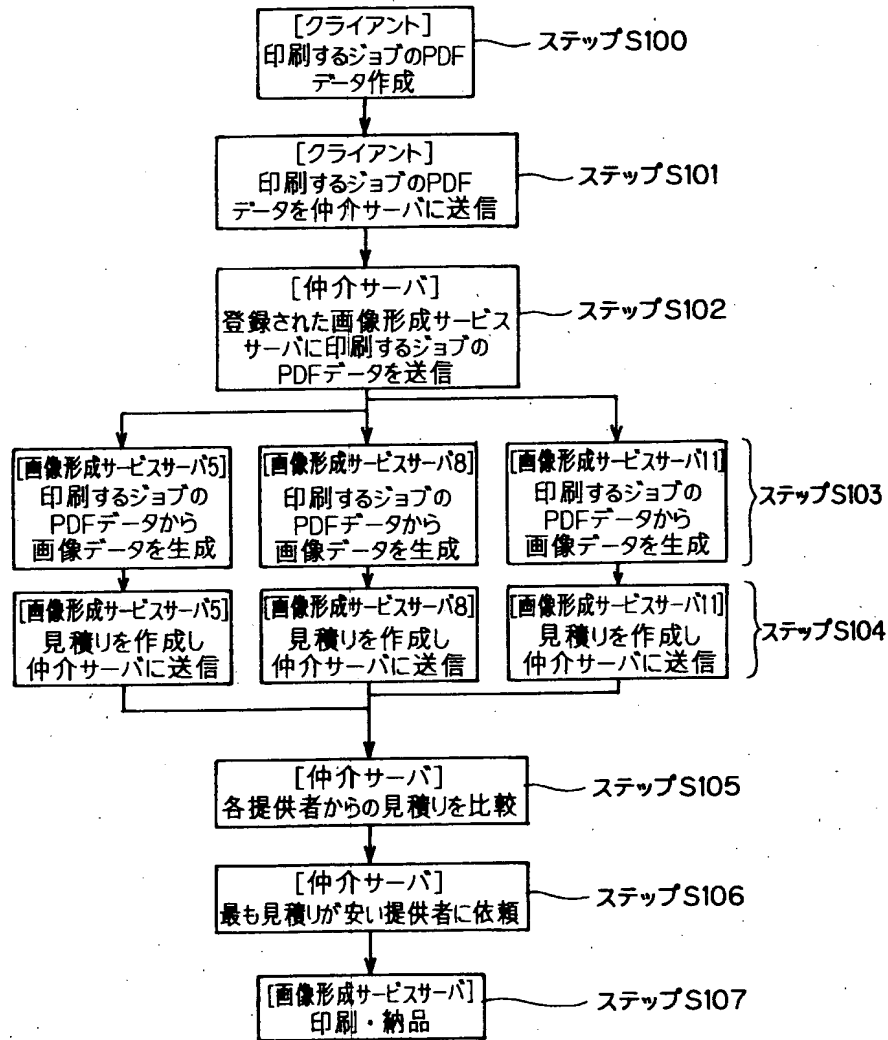 [クライアント]
印刷するジョブのPDF
データ作成
ステップS100
[クライアント]
印刷するジョブのPDF
データを仲介サーバに送信
ステップS101
[仲介サーバ]
登録された画像形成サービス
サーバに印刷するジョブの
PDFデータを送信
ステップS102
[画像形成サービスサーバ5]
印刷するジョブの
PDFデータから
画像データを生成
[画像形成サービスサーバ8]
印刷するジョブの
PDFデータから
画像データを生成
[画像形成サービスサーバ11]
印刷するジョブの
PDFデータから
画像データを生成
ステップS103
[画像形成サービスサーバ5]
見積りを作成し
仲介サーバに送信
[画像形成サービスサーバ8]
見積りを作成し
仲介サーバに送信
[画像形成サービスサーバ11]
見積りを作成し
仲介サーバに送信
ステップS104
[仲介サーバ]
各提供者からの見積りを比較
ステップS105
[仲介サーバ]
最も見積りが安い提供者に依頼
ステップS106
[画像形成サービスサーバ]
印刷・納品
ステップS107